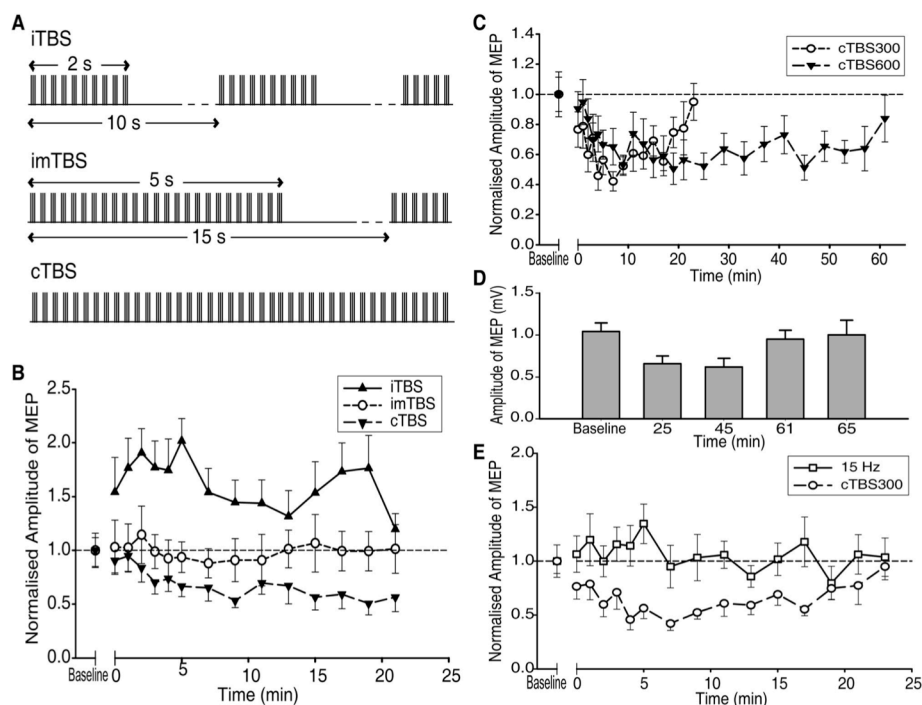 A
iTBS
2 s
10 s
imTBS
5 s
15 s
cTBS
B
Normalised Amplitude of MEP
2.5
2.0
1.5
1.0
0.5
0.0
iTBS
imTBS
cTBS
Baseline
0
5
10
15
20
25
Time (min)
C
Normalised Amplitude of MEP
1.4
1.2
1.0
0.8
0.6
0.4
0.2
0.0
cTBS300
cTBS600
Baseline
0
10
20
30
40
50
60
Time (min)
D
Amplitude of MEP (mV)
1.5
1.0
0.5
0.0
Baseline
25
45
61
65
Time (min)
E
Normalised Amplitude of MEP
2.0
1.5
1.0
0.5
0.0
15 Hz
cTBS300
Baseline
0
5
10
15
20
25
Time (min)